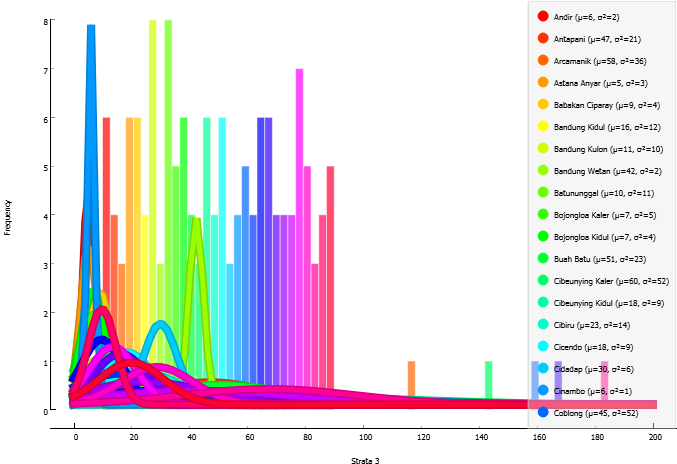 8
7
6
5
4
3
2
1
0
Frequency
0 20 40 60 80 100 120 140 160 180 200
Strata 3
Andir (μ=6, σ²=2)
Antapani (μ=47, σ²=21)
Arcamanik (μ=58, σ²=36)
Astana Anyar (μ=5, σ²=3)
Babakan Ciparay (μ=9, σ²=4)
Bandung Kidul (μ=16, σ²=12)
Bandung Kulon (μ=11, σ²=10)
Bandung Wetan (μ=42, σ²=2)
Batununggal (μ=10, σ²=11)
Bojongloa Kaler (μ=7, σ²=5)
Bojongloa Kidul (μ=7, σ²=4)
Buah Batu (μ=51, σ²=23)
Cibeunying Kaler (μ=60, σ²=52)
Cibeunying Kidul (μ=18, σ²=9)
Cibiru (μ=23, σ²=14)
Cicendo (μ=18, σ²=9)
Cidadap (μ=30, σ²=6)
Cinambo (μ=6, σ²=1)
Coblong (μ=45, σ²=52)